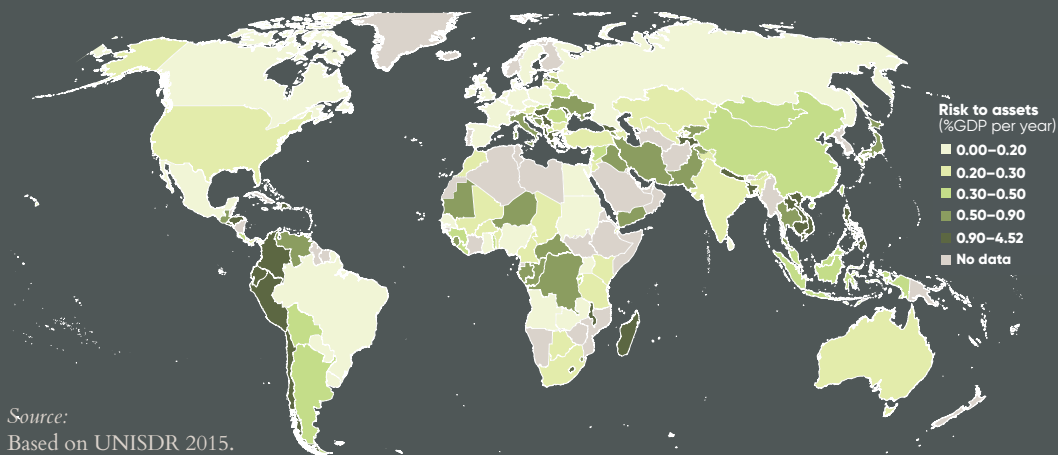 Risk to assets
(%GDP per year)
0.00–0.20
0.20–0.30
0.30–0.50
0.50–0.90
0.90–4.52
No data
Source:
Based on UNISDR 2015.